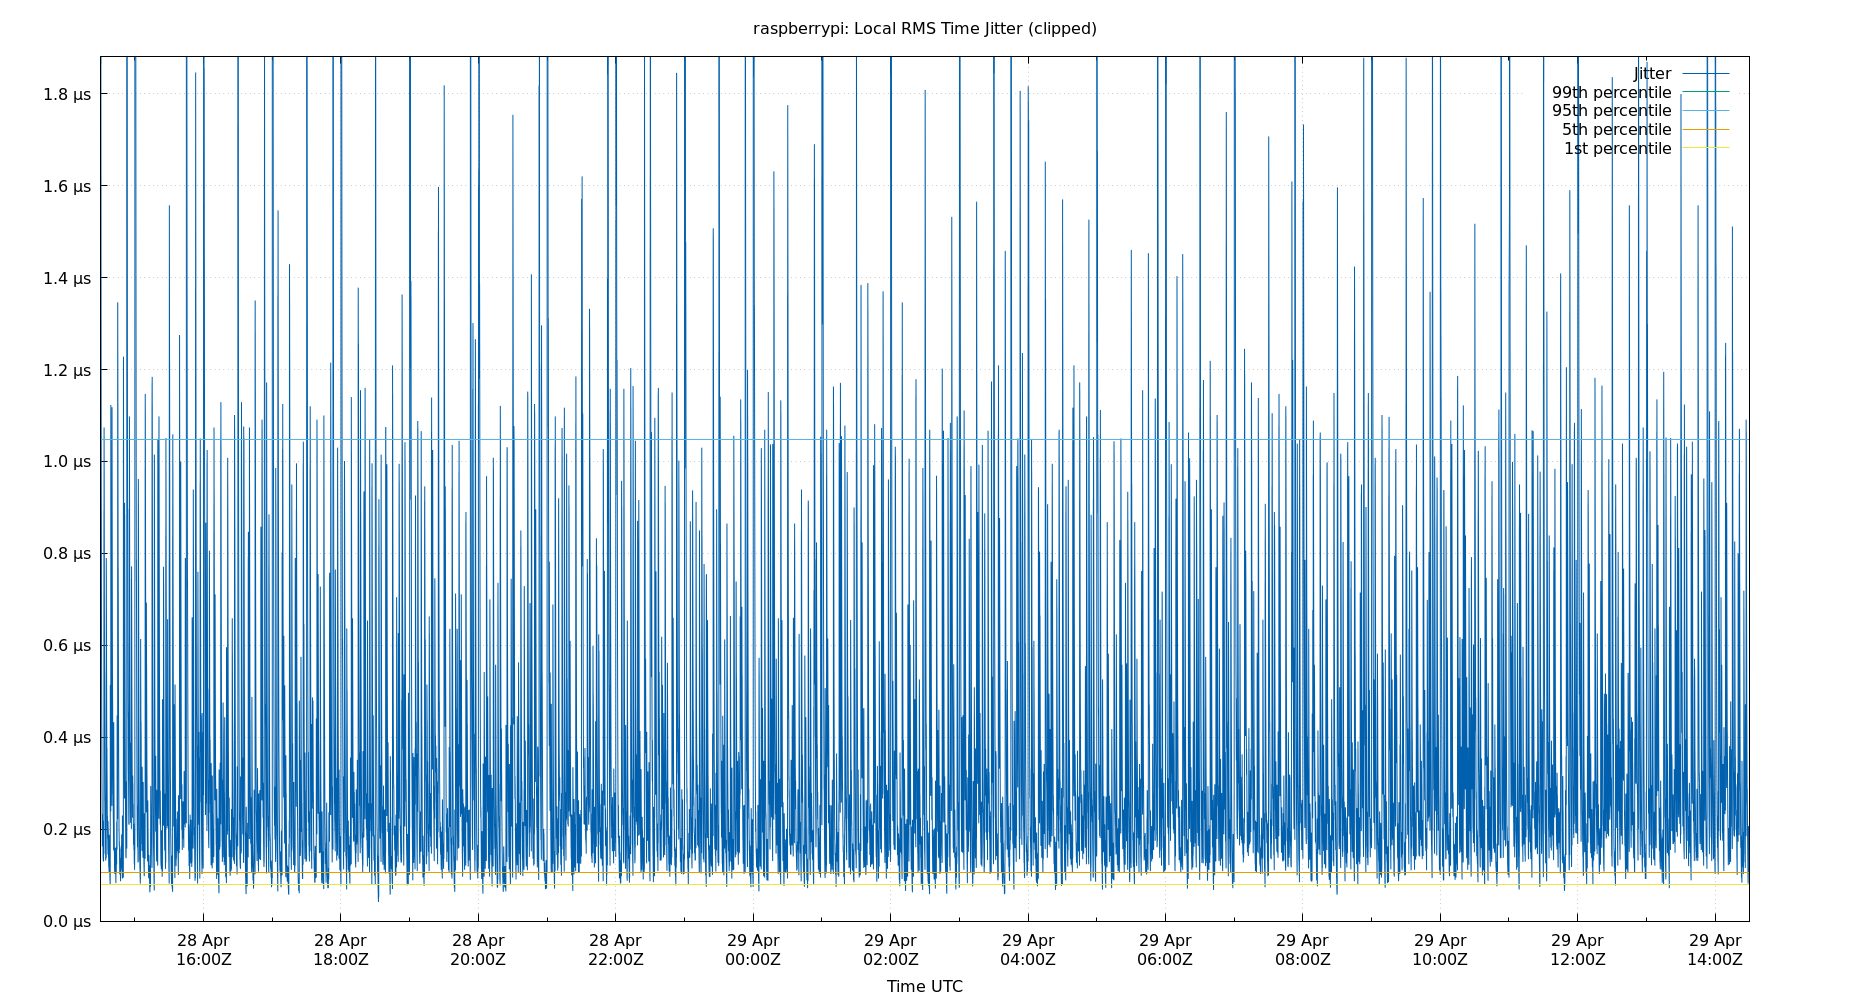 raspberrypi: Local RMS Time Jitter (clipped)
Jitter
99th percentile
95th percentile
5th percentile
1st percentile
1.8 µs
1.6 µs
1.4 µs
1.2 µs
1.0 µs
0.8 µs
0.6 µs
0.4 µs
0.2 µs
0.0 µs
28 Apr 28 Apr 28 Apr 28 Apr 29 Apr 29 Apr 29 Apr 29 Apr 29 Apr 29 Apr 29 Apr 29 Apr
16:00Z 18:00Z 20:00Z 22:00Z 00:00Z 02:00Z 04:00Z 06:00Z 08:00Z 10:00Z 12:00Z 14:00Z
Time UTC